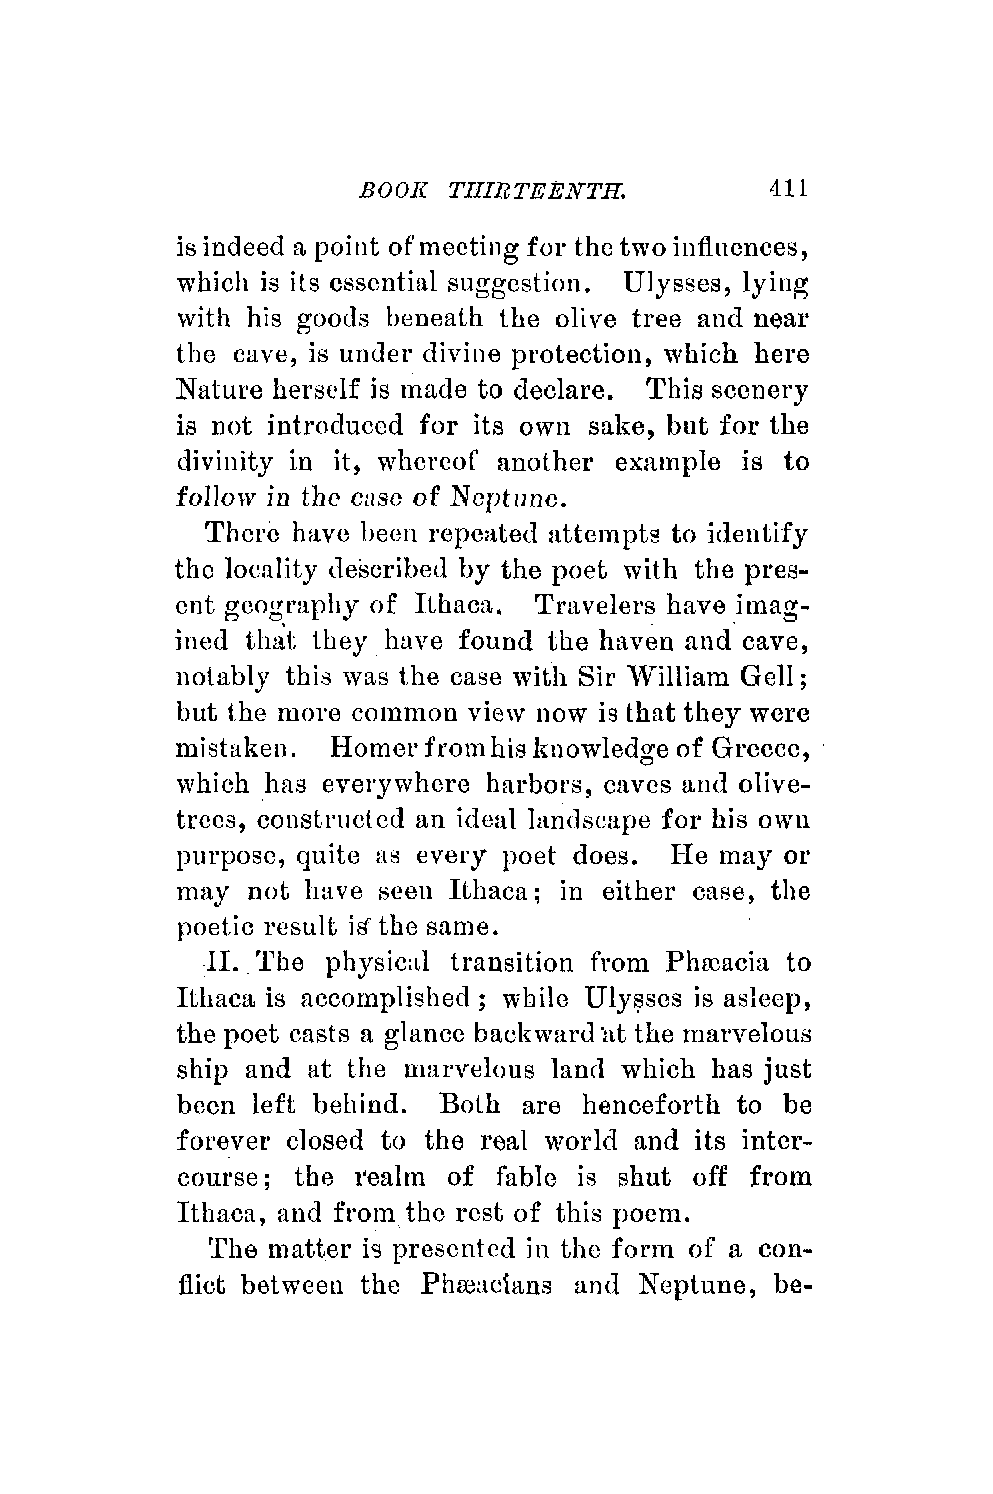 BOOK THIRTEENTH. 411
is indeed a point of meeting for the two influences,
which is its essential suggestion. Ulysses, lying
with his goods beneath the olive tree and near
the cave, is under divine protection, which here
Nature herself is made to declare. This scenery
is not introduced for its own sake, but for the
divinity in it, whereof another example is to
follow in the case of Neptune.
There have been repeated attempts to identify
the locality described by the poet with the pres-
ent geography of Ithaca. Travelers have imag-
ined that they have found the haven and cave,
notably this was the case with Sir William Gell;
but the more common view now is that they were
mistaken. Homer from his knowledge of Greece,
which has everywhere harbors, caves and olive-
trees, constructed an ideal landscape for his own
purpose, quite as every poet does. He may or
may not have seen Ithaca; in either case, the
poetic result is the same.
II. The physical transition from Phæacia to
Ithaca is accomplished; while Ulysses is asleep,
the poet casts a glance backward at the marvelous
ship and at the marvelous land which has just
been left behind. Both are henceforth to be
forever closed to the real world and its inter-
course; the realm of fable is shut off from
Ithaca, and from the rest of this poem.
The matter is presented in the form of a con-
flict between the Phæacians and Neptune, be-